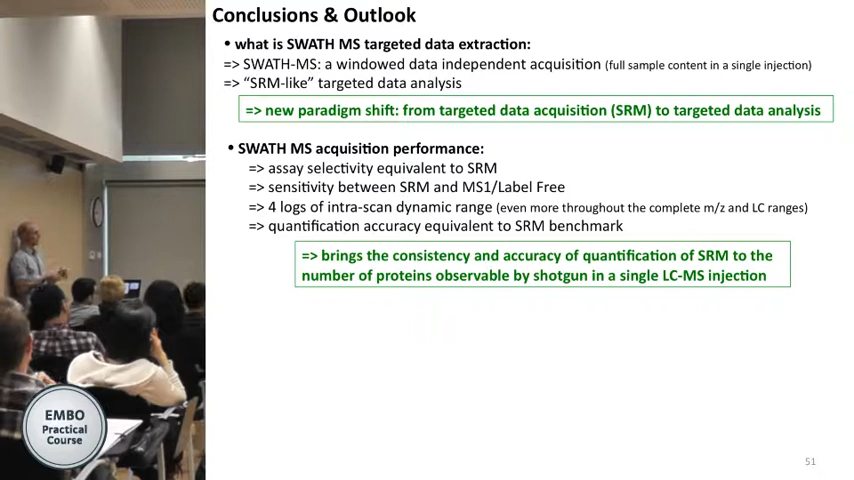 Conclusions & Outlook
• what is SWATH MS targeted data extraction:
=> SWATH-MS: a windowed data independent acquisition (full sample content in a single injection)
=> “SRM-like” targeted data analysis
=> new paradigm shift: from targeted data acquisition (SRM) to targeted data analysis
• SWATH MS acquisition performance:
=> assay selectivity equivalent to SRM
=> sensitivity between SRM and MS1/Label Free
=> 4 logs of intra-scan dynamic range (even more throughout the complete m/z and LC ranges)
=> quantification accuracy equivalent to SRM benchmark
=> brings the consistency and accuracy of quantification of SRM to the
number of proteins observable by shotgun in a single LC-MS injection
EMBO
Practical
Course
51